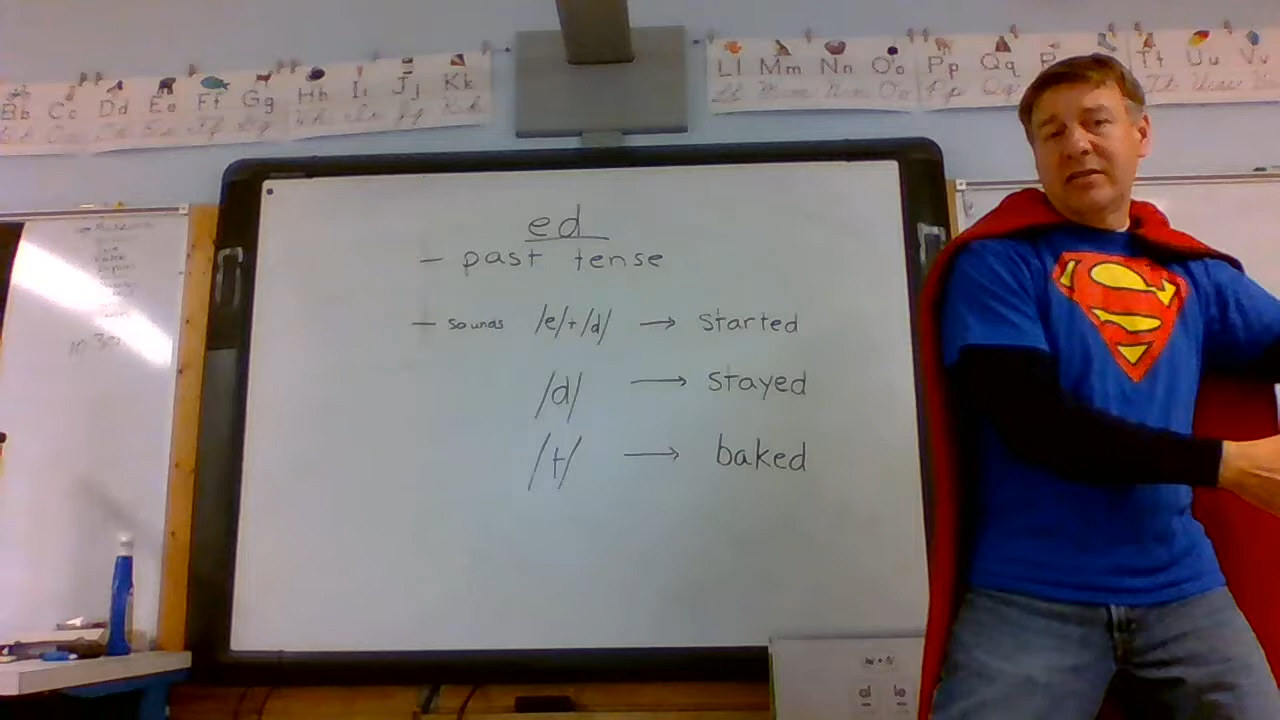 Bb Cc Dd Ee Ff Gg Hh Ii Jj Kk
Ll Mm Nn Oo Pp Qq Tt Uu Vv
ed
– past tense
– sounds /e/+/d/ → started
/d/ → stayed
/t/ → baked
S